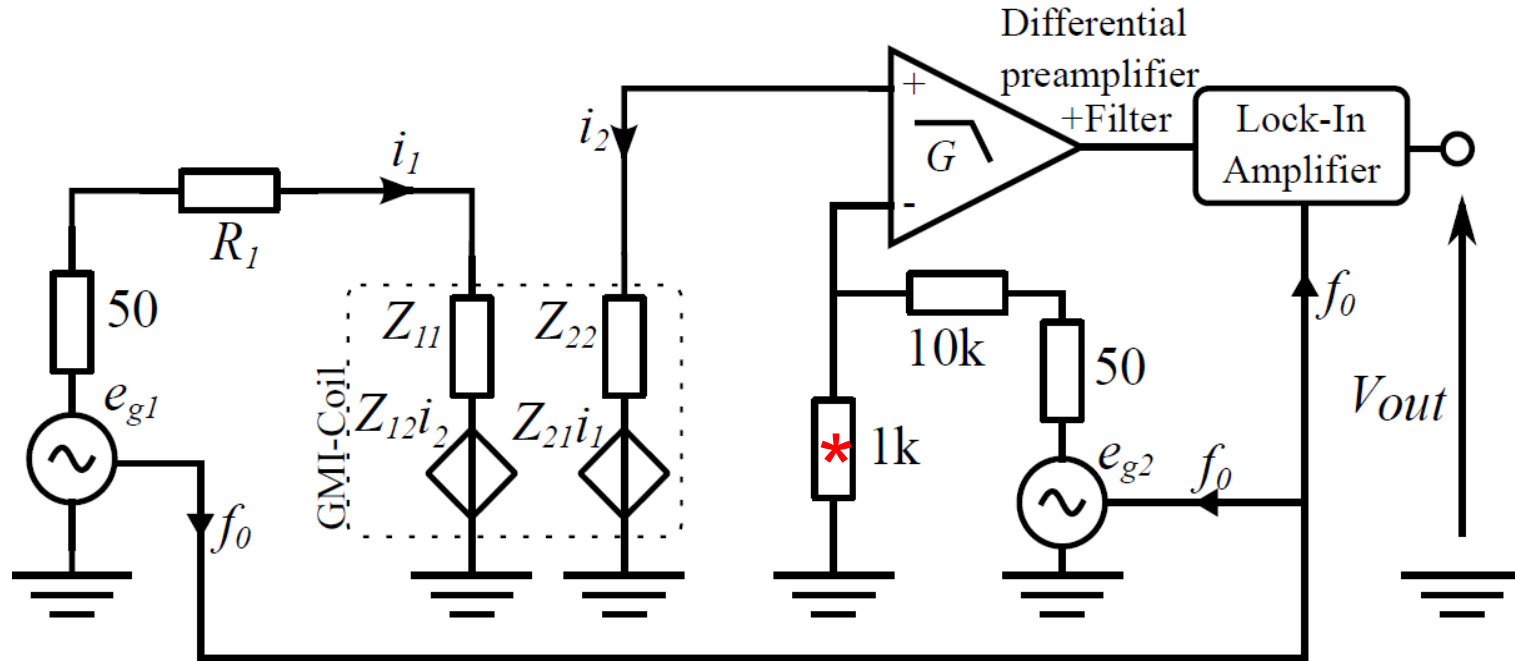 Differential
preamplifier
+Filter
Lock-In
Amplifier
+
-
G
i1
i2
R1
50
eg1
f0
GMI-Coil
Z11
Z22
Z12i2
Z21i1
10k
50
1k
*
eg2
f0
f0
Vout